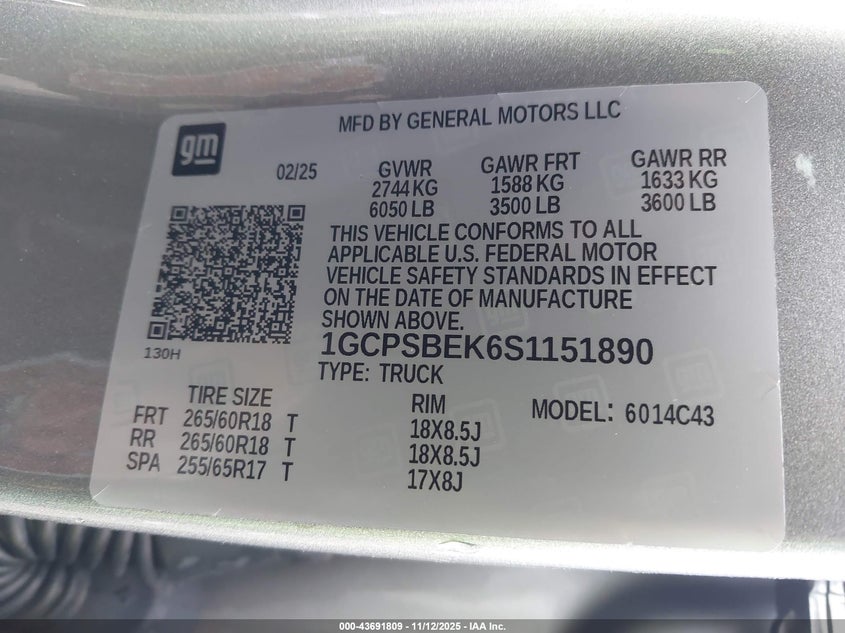 gm
MFD BY GENERAL MOTORS LLC
02/25
GVWR GAWR FRT GAWR RR
2744 KG 1588 KG 1633 KG
6050 LB 3500 LB 3600 LB
THIS VEHICLE CONFORMS TO ALL
APPLICABLE U.S. FEDERAL MOTOR
VEHICLE SAFETY STANDARDS IN EFFECT
ON THE DATE OF MANUFACTURE
SHOWN ABOVE.
130H
1GCPSBEK6S1151890
TYPE: TRUCK
TIRE SIZE RIM MODEL: 6014C43
FRT 265/60R18 T 18X8.5J
RR 265/60R18 T 18X8.5J
SPA 255/65R17 T 17X8J
000-43691809 - 11/12/2025 - IAA Inc.